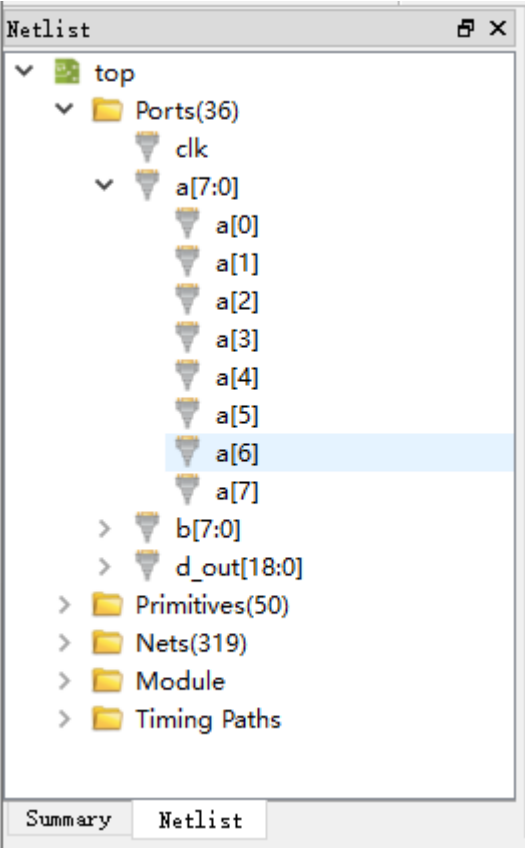 Netlist
top
Ports(36)
clk
a[7:0]
a[0]
a[1]
a[2]
a[3]
a[4]
a[5]
a[6]
a[7]
b[7:0]
d_out[18:0]
Primitives(50)
Nets(319)
Module
Timing Paths
Summary Netlist